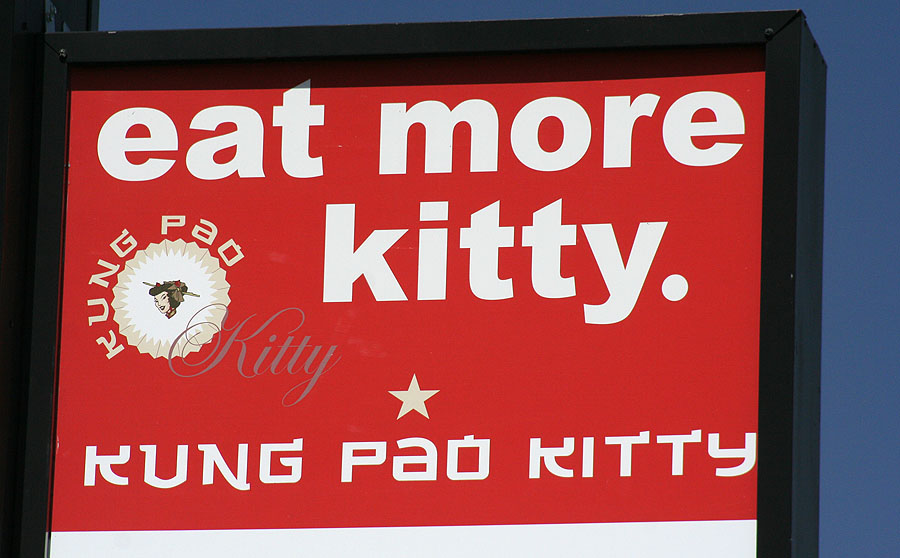 eat more
kitty.
KUNG PAO
Kitty
KUNG PAO KITTY